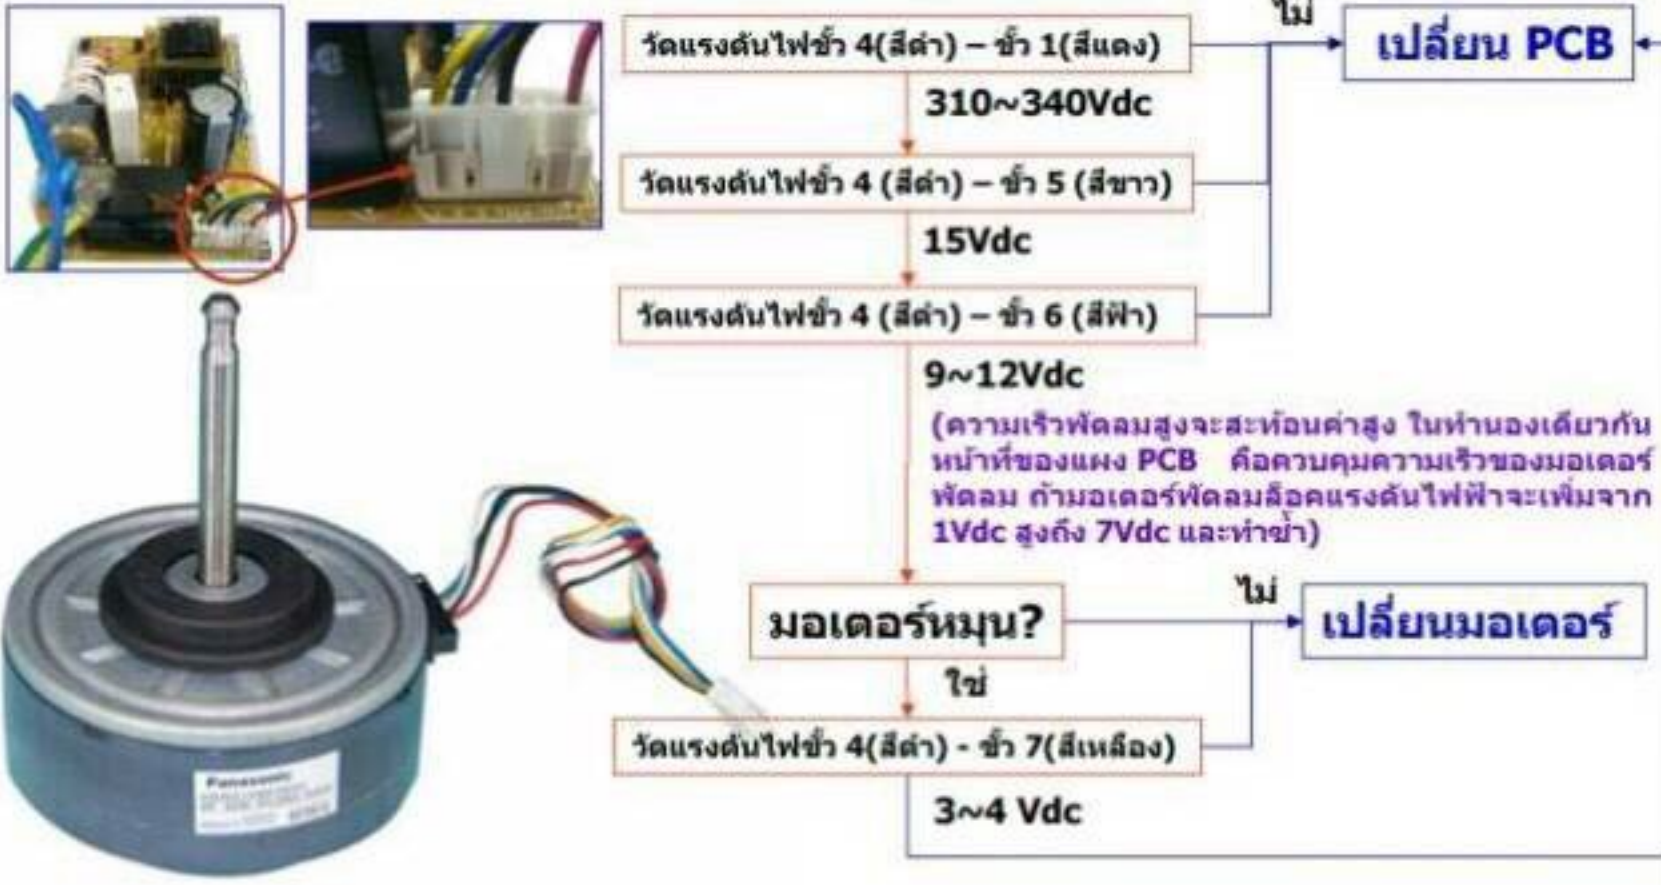 ไม่
วัดแรงดันไฟขั้ว 4(สีดำ) – ขั้ว 1(สีแดง)
เปลี่ยน PCB
310~340Vdc
วัดแรงดันไฟขั้ว 4 (สีดำ) – ขั้ว 5 (สีขาว)
15Vdc
วัดแรงดันไฟขั้ว 4 (สีดำ) – ขั้ว 6 (สีฟ้า)
9~12Vdc
(ความเร็วพัดลมสูงจะสะท้อนค่าสูง ในทำนองเดียวกัน
หน้าที่ของแผง PCB คือควบคุมความเร็วของมอเตอร์
พัดลม ถ้ามอเตอร์พัดลมล็อคแรงดันไฟฟ้าจะเพิ่มจาก
1Vdc สูงถึง 7Vdc และทำซ้ำ)
มอเตอร์หมุน?
ไม่
เปลี่ยนมอเตอร์
ใช่
วัดแรงดันไฟขั้ว 4(สีดำ) - ขั้ว 7(สีเหลือง)
3~4 Vdc
Panasonic